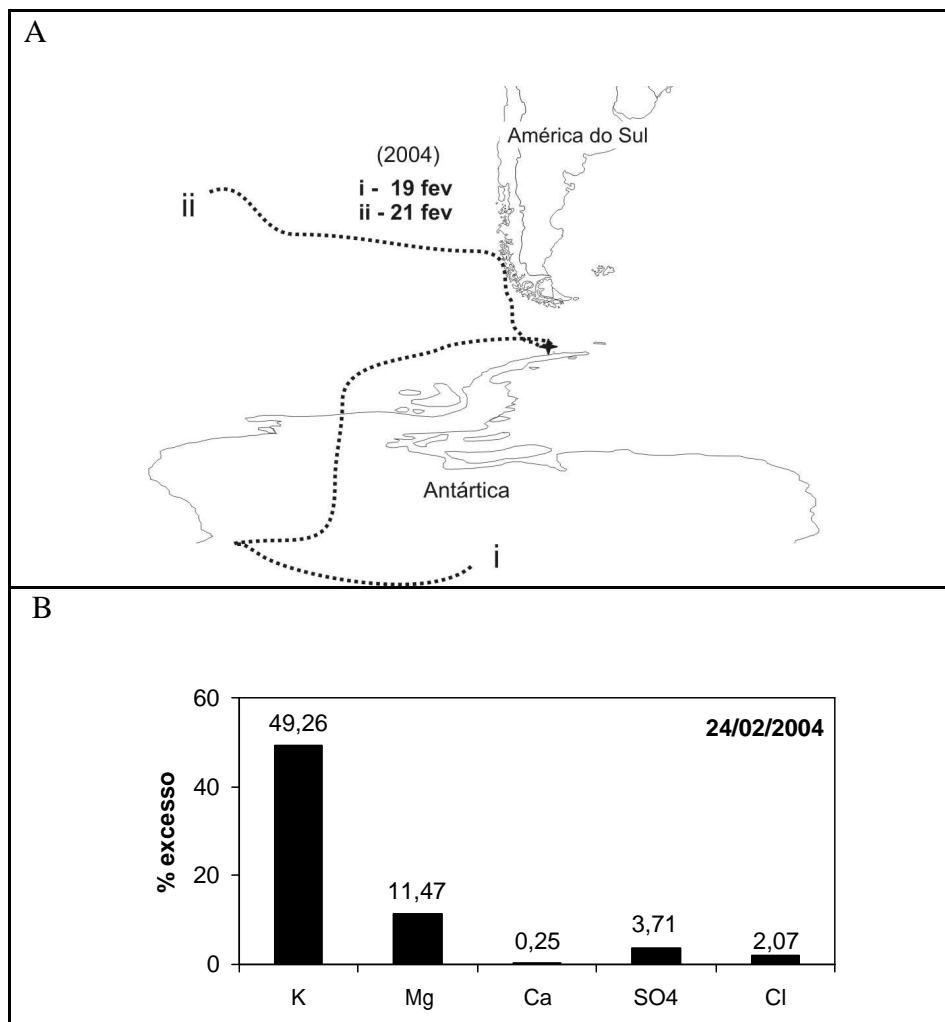 A
América do Sul
(2004)
i - 19 fev
ii - 21 fev
ii
Antártica
i
B
60
49,26
24/02/2004
% excesso
40
20
11,47
3,71
2,07
0,25
0
K Mg Ca SO4 Cl